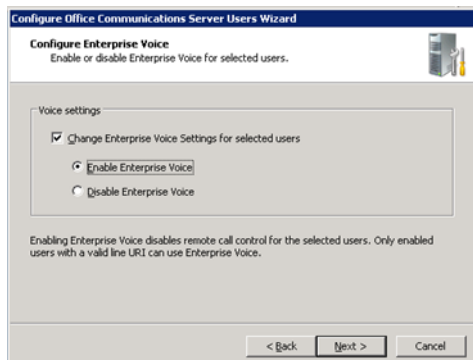 Configure Office Communications Server Users Wizard
Configure Enterprise Voice
Enable or disable Enterprise Voice for selected users.
Voice settings
Change Enterprise Voice Settings for selected users
Enable Enterprise Voice
Disable Enterprise Voice
Enabling Enterprise Voice disables remote call control for the selected users. Only enabled
users with a valid line URI can use Enterprise Voice.
< Back
Next >
Cancel